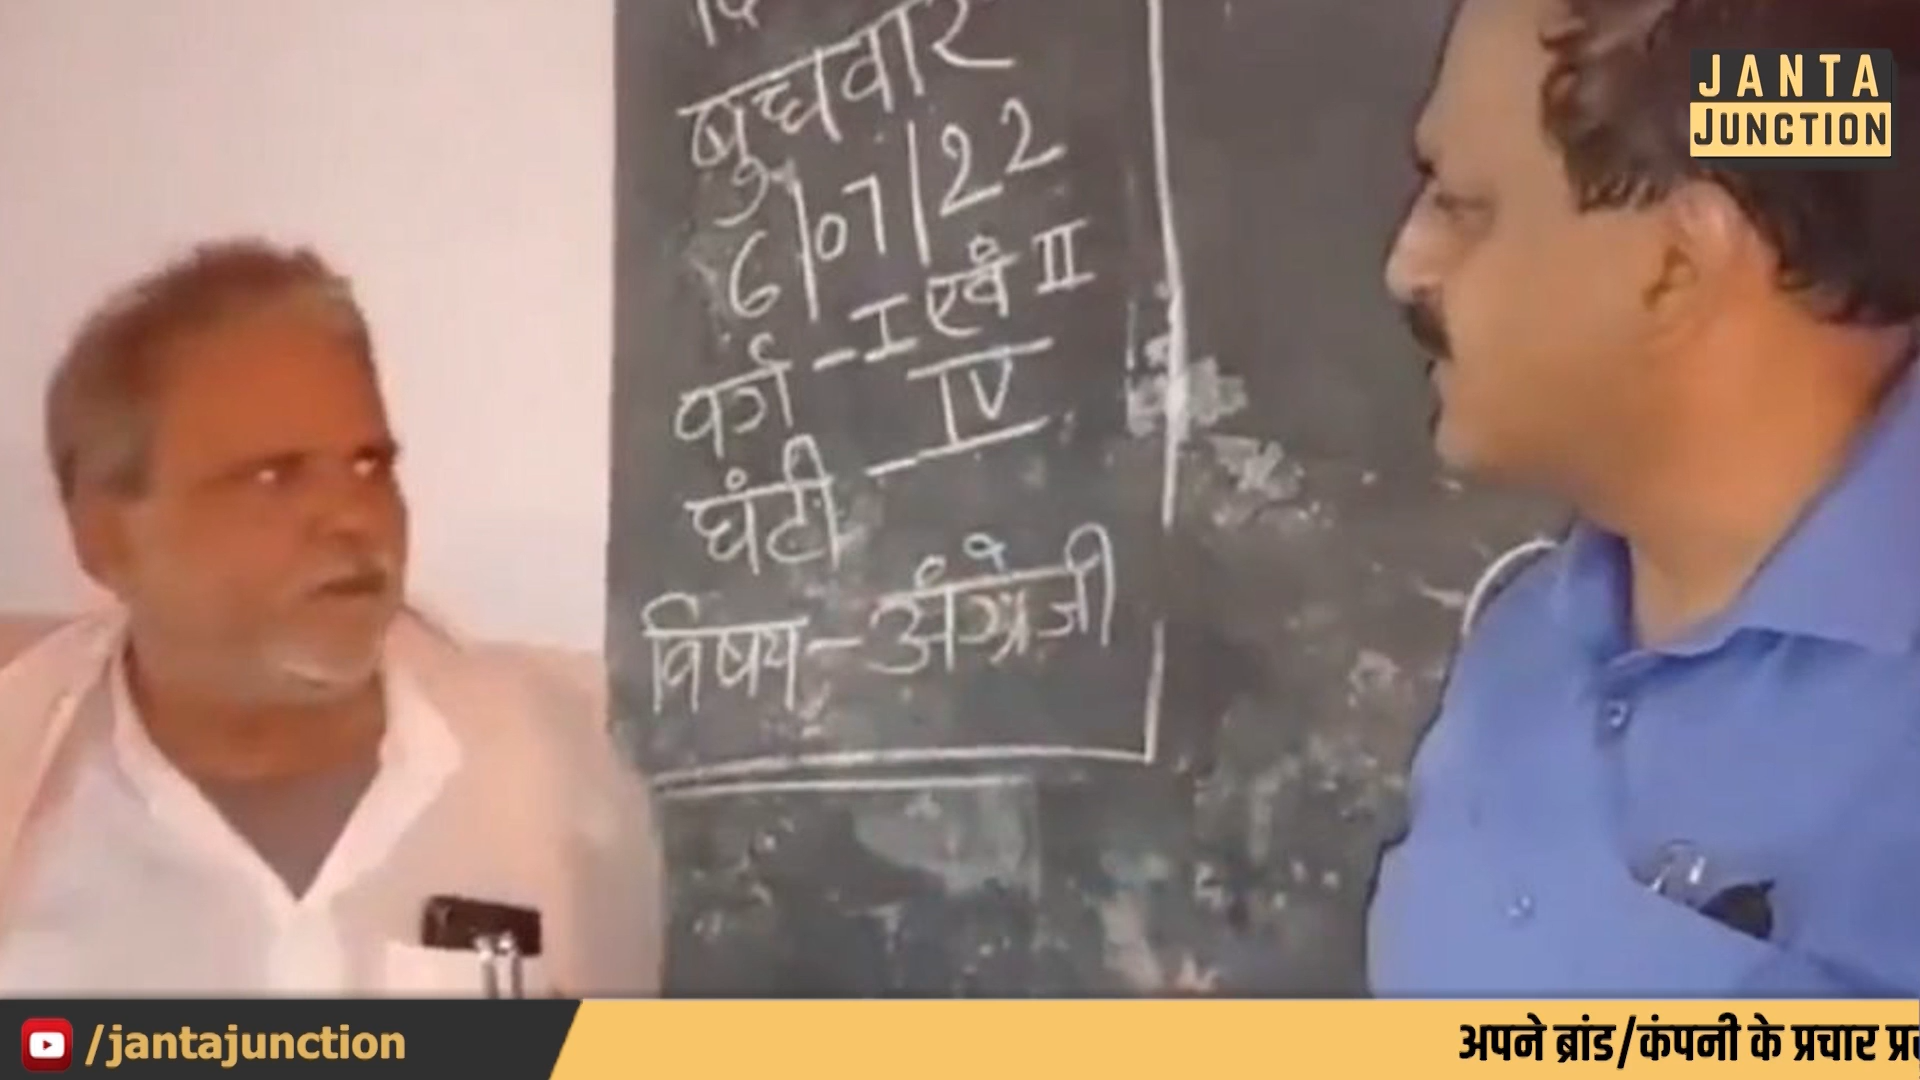 दि
बुधवार
6/07/22
वर्ग - I एवं II
घंटी - IV
विषय - अंग्रेजी
JANTA
JUNCTION
/jantajunction
अपने ब्रांड/कंपनी के प्रचार